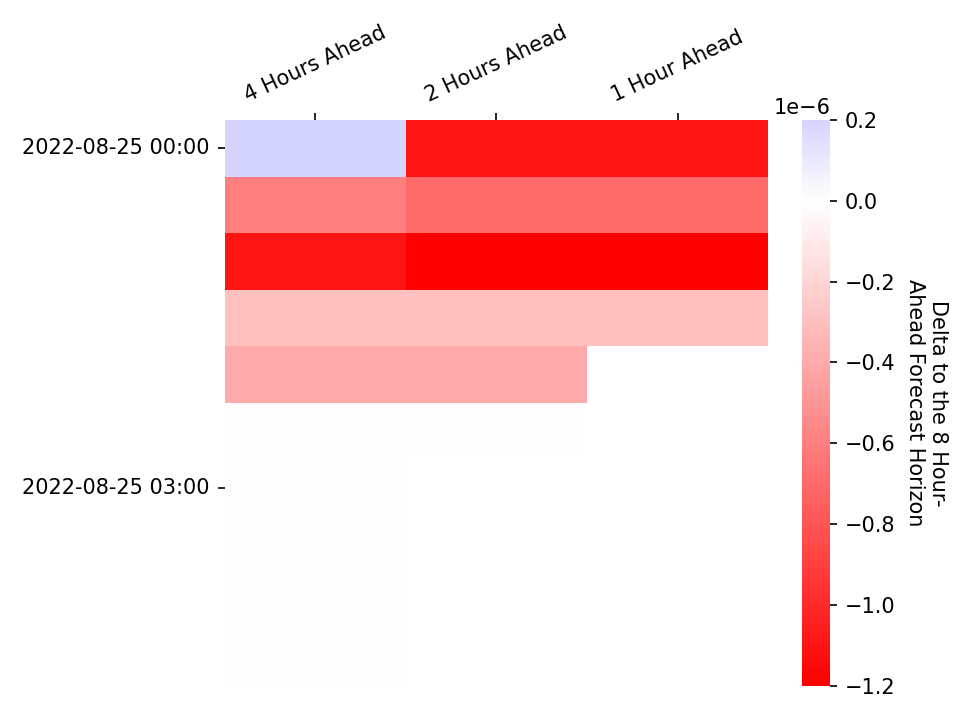 4 Hours Ahead
2 Hours Ahead
1 Hour Ahead
1e−6
2022-08-25 00:00
2022-08-25 03:00
0.2
0.0
−0.2
−0.4
−0.6
−0.8
−1.0
−1.2
Delta to the 8 Hour-
Ahead Forecast Horizon